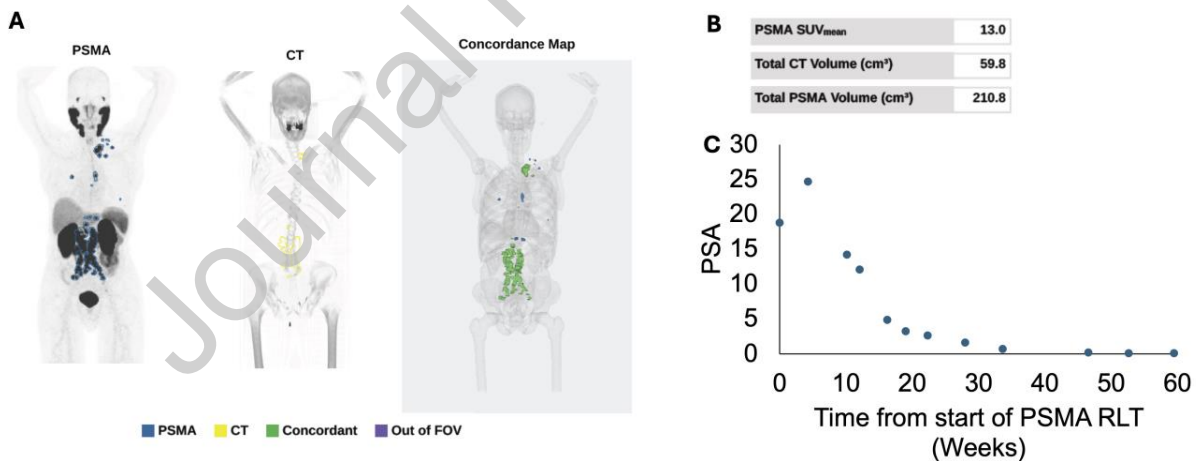 A
PSMA
CT
Concordance Map
PSMA
CT
Concordant
Out of FOV
B
PSMA SUVmean 13.0
Total CT Volume (cm³) 59.8
Total PSMA Volume (cm³) 210.8
C
PSA
30
25
20
15
10
5
0
0 10 20 30 40 50 60
Time from start of PSMA RLT
(Weeks)
Journal